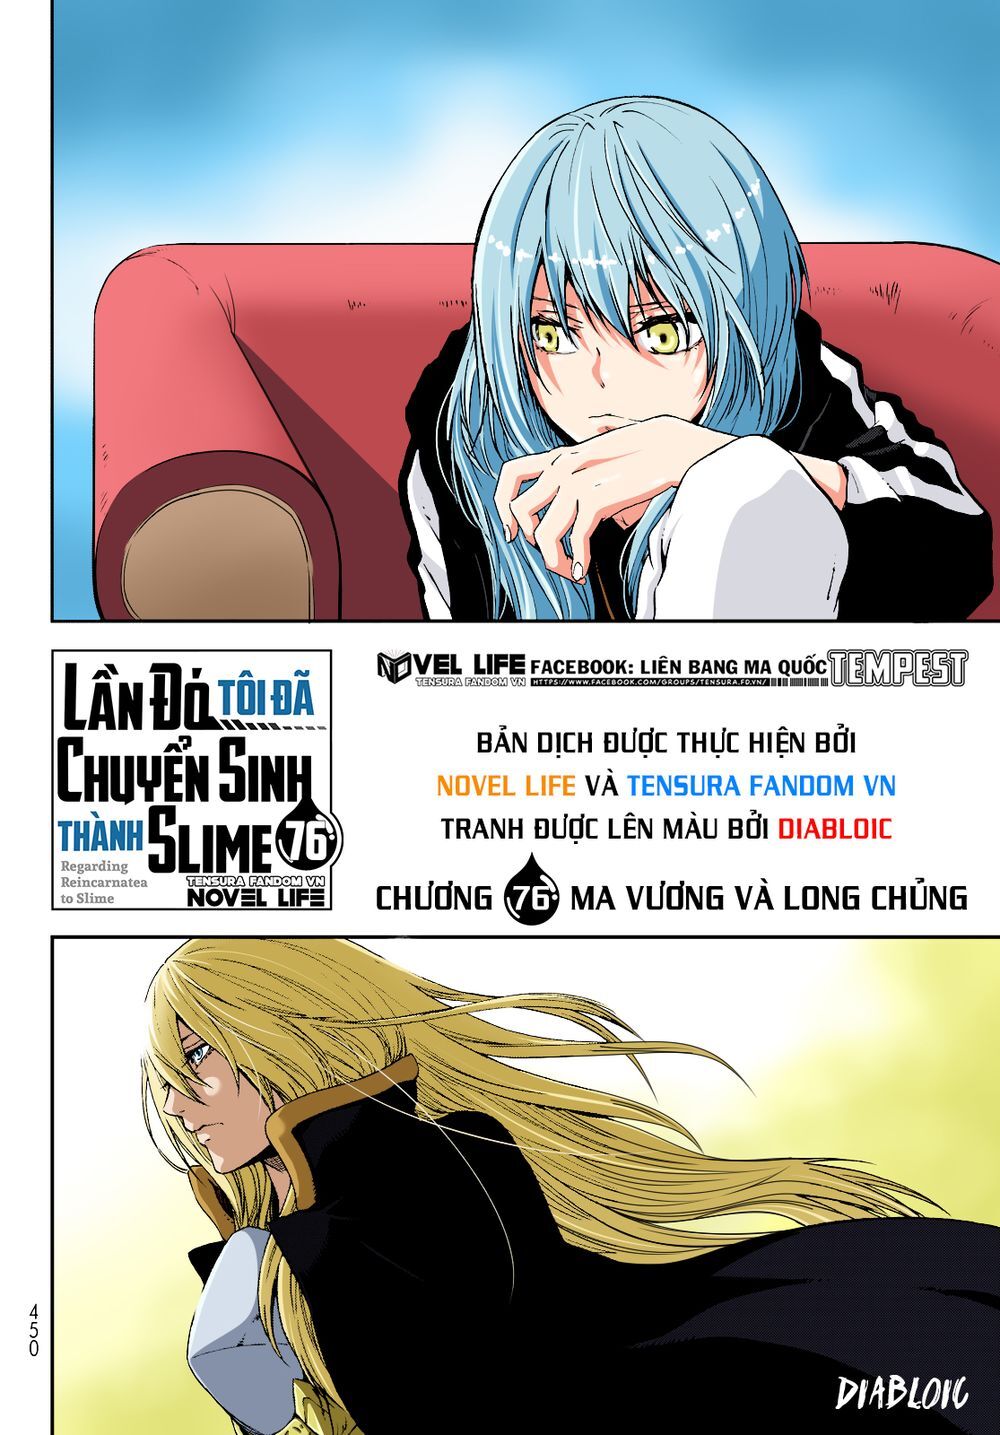 LẦN ĐÓ TÔI ĐÃ
CHUYỂN SINH
THÀNH SLIME 76
Regarding
Reincarnatea
to Slime
TENSURA FANDOM VN
NOVEL LIFE
NOVEL LIFE FACEBOOK: LIÊN BANG MA QUỐC TEMPEST
TENSURA FANDOM VN HTTPS://WWW.FACEBOOK.COM/GROUPS/TENSURA.FD.VN/
BẢN DỊCH ĐƯỢC THỰC HIỆN BỞI
NOVEL LIFE VÀ TENSURA FANDOM VN
TRANH ĐƯỢC LÊN MÀU BỞI DIABLOIC
CHƯƠNG 76 MA VƯƠNG VÀ LONG CHỦNG
450
DIABLOIC